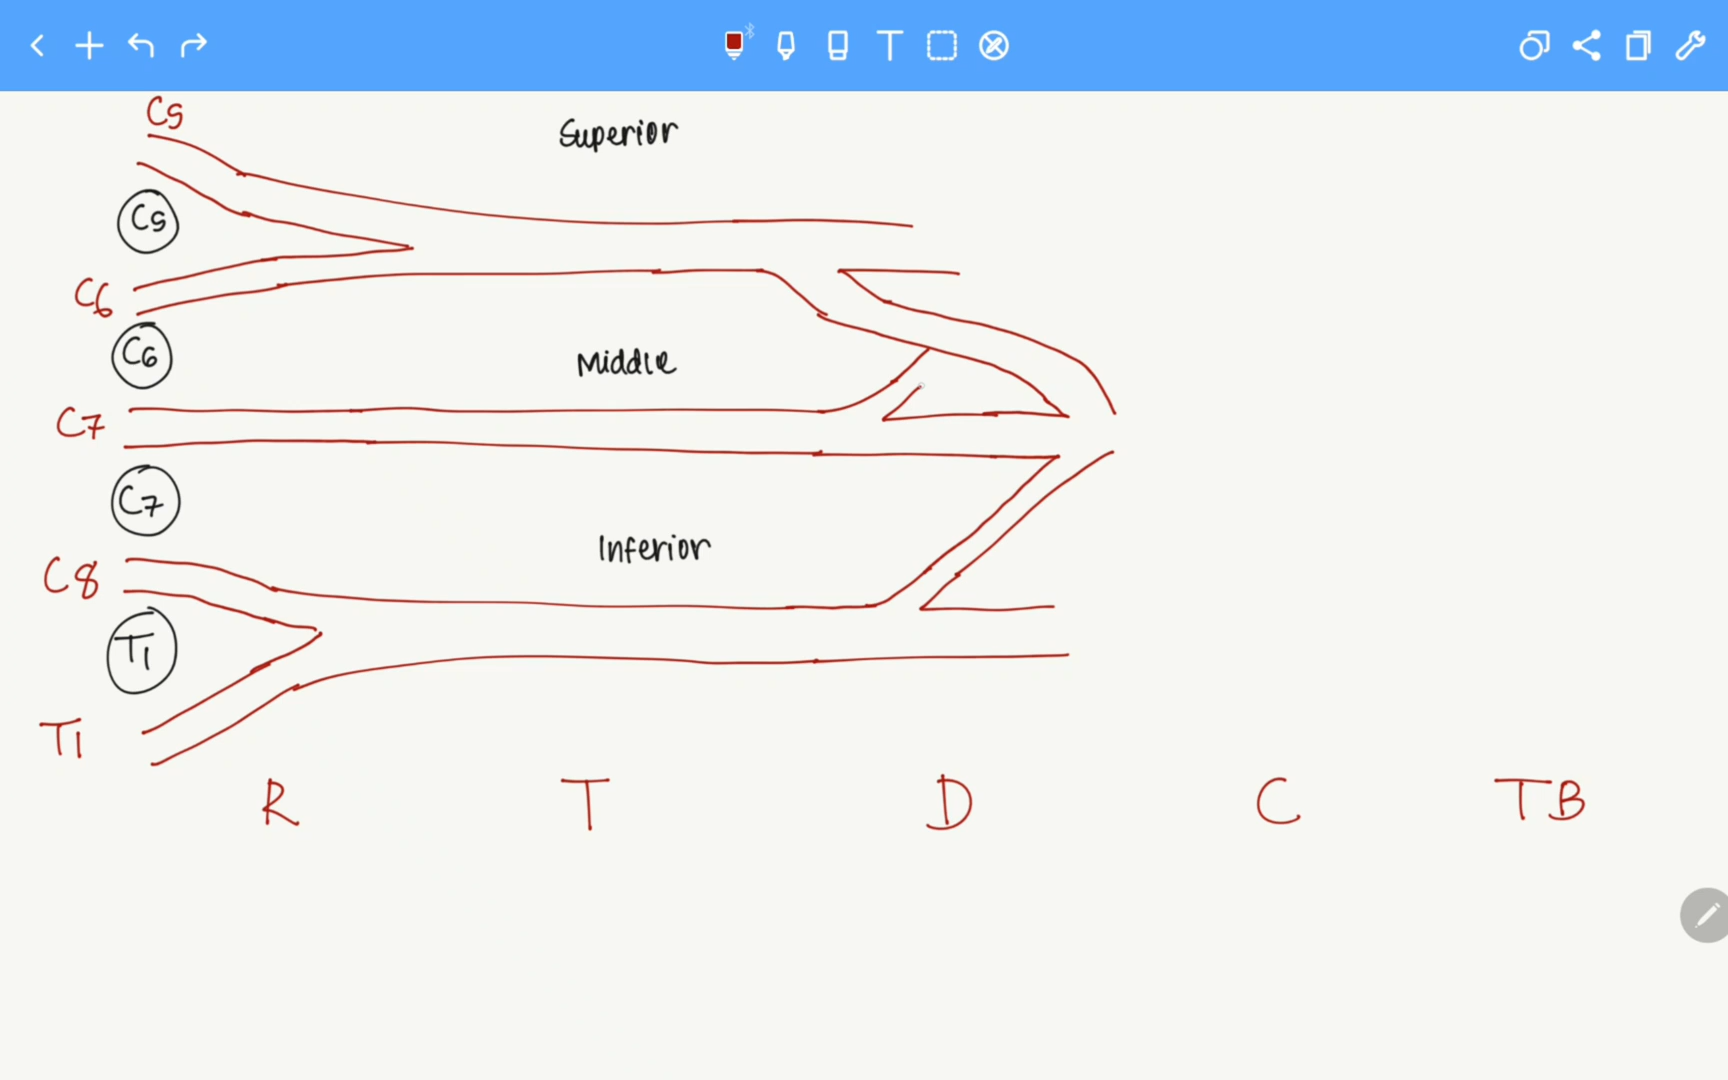 C5
Superior
C5
C6
C6
Middle
C7
C7
Inferior
C8
T1
T1
R T D C TB